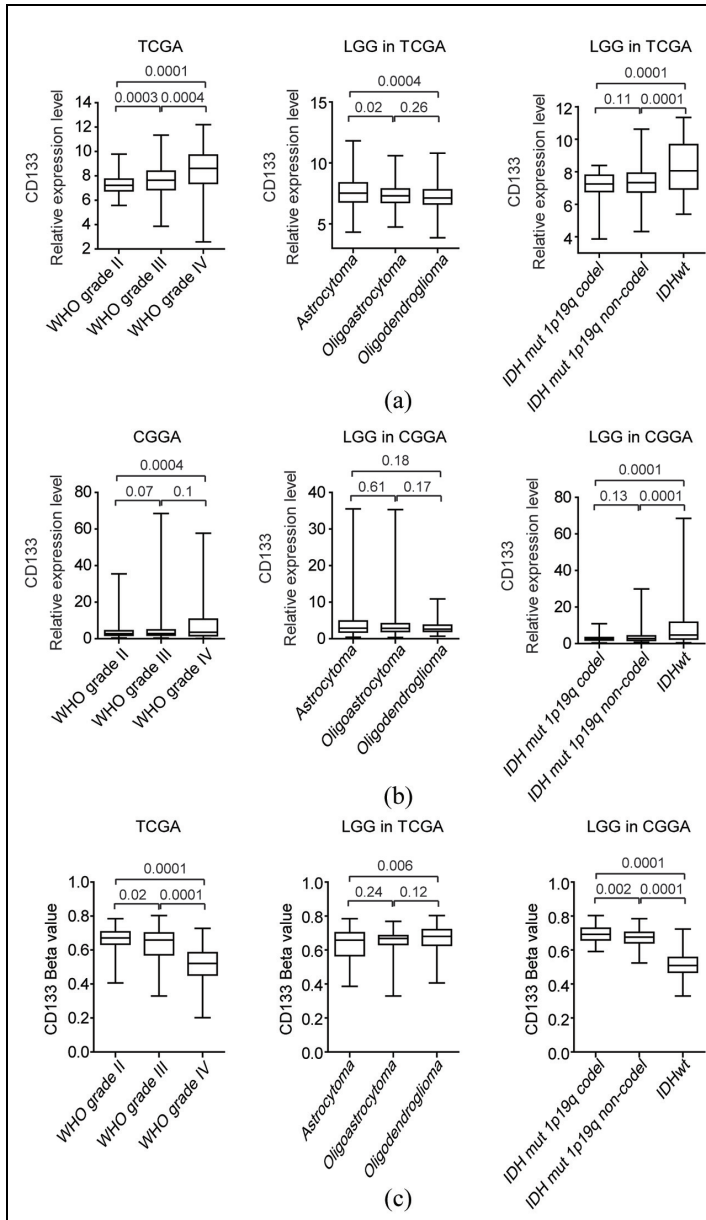 TCGA
0.0001
0.0003 0.0004
14
12
10
8
6
4
2
CD133
Relative expression level
WHO grade II
WHO grade III
WHO grade IV
LGG in TCGA
0.0004
0.02 0.26
15
10
5
CD133
Relative expression level
Astrocytoma
Oligoastrocytoma
Oligodendroglioma
LGG in TCGA
0.0001
0.11 0.0001
12
8
6
4
CD133
Relative expression level
IDH mut 1p19q codel
IDH mut 1p19q non-codel
IDHwt
(a)
CGGA
0.0004
0.07 0.1
80
60
40
20
0
CD133
Relative expression level
WHO grade II
WHO grade III
WHO grade IV
LGG in CGGA
0.18
0.61 0.17
40
30
20
10
0
CD133
Relative expression level
Astrocytoma
Oligoastrocytoma
Oligodendroglioma
LGG in CGGA
0.0001
0.13 0.0001
80
60
40
20
0
CD133
Relative expression level
IDH mut 1p19q codel
IDH mut 1p19q non-codel
IDHwt
(b)
TCGA
0.0001
0.02 0.0001
1.0
0.8
0.6
0.4
0.2
0.0
CD133 Beta value
WHO grade II
WHO grade III
WHO grade IV
LGG in TCGA
0.006
0.24 0.12
1.0
0.8
0.6
0.4
0.2
0.0
CD133 Beta value
Astrocytoma
Oligoastrocytoma
Oligodendroglioma
LGG in CGGA
0.0001
0.002 0.0001
1.0
0.8
0.6
0.4
0.2
0.0
CD133 Beta value
IDH mut 1p19q codel
IDH mut 1p19q non-codel
IDHwt
(c)